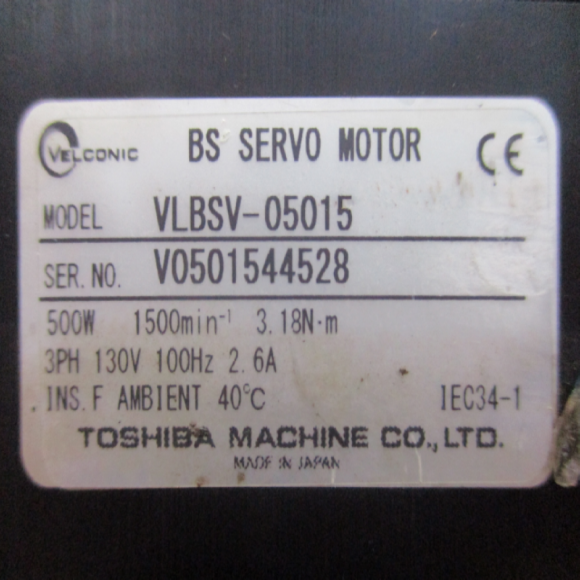 VELCONIC BS SERVO MOTOR CE
MODEL VLBSV-05015
SER. NO. V0501544528
500W 1500min⁻¹ 3.18N·m
3PH 130V 100Hz 2.6A
INS. F AMBIENT 40℃ IEC34-1
TOSHIBA MACHINE CO., LTD.
MADE IN JAPAN